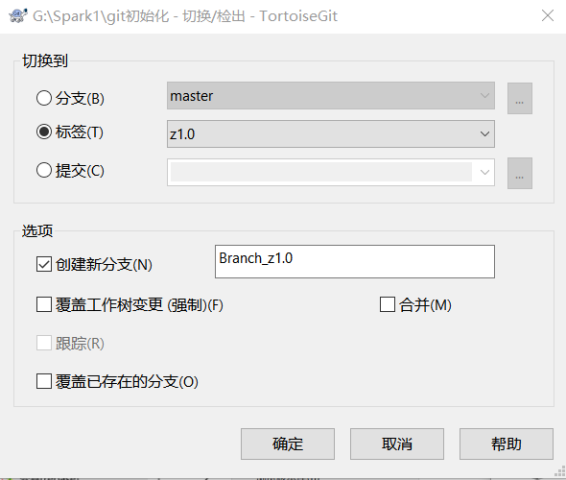 G:\Spark1\git初始化 - 切换/检出 - TortoiseGit
切换到
分支(B)
master
...
标签(T)
z1.0
提交(C)
...
选项
创建新分支(N)
Branch_z1.0
覆盖工作树变更 (强制)(F)
合并(M)
跟踪(R)
覆盖已存在的分支(O)
确定
取消
帮助